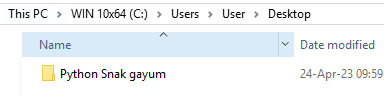 This PC > WIN 10x64 (C:) > Users > User > Desktop
Name Date modified
Python Snak gayum 24-Apr-23 09:59